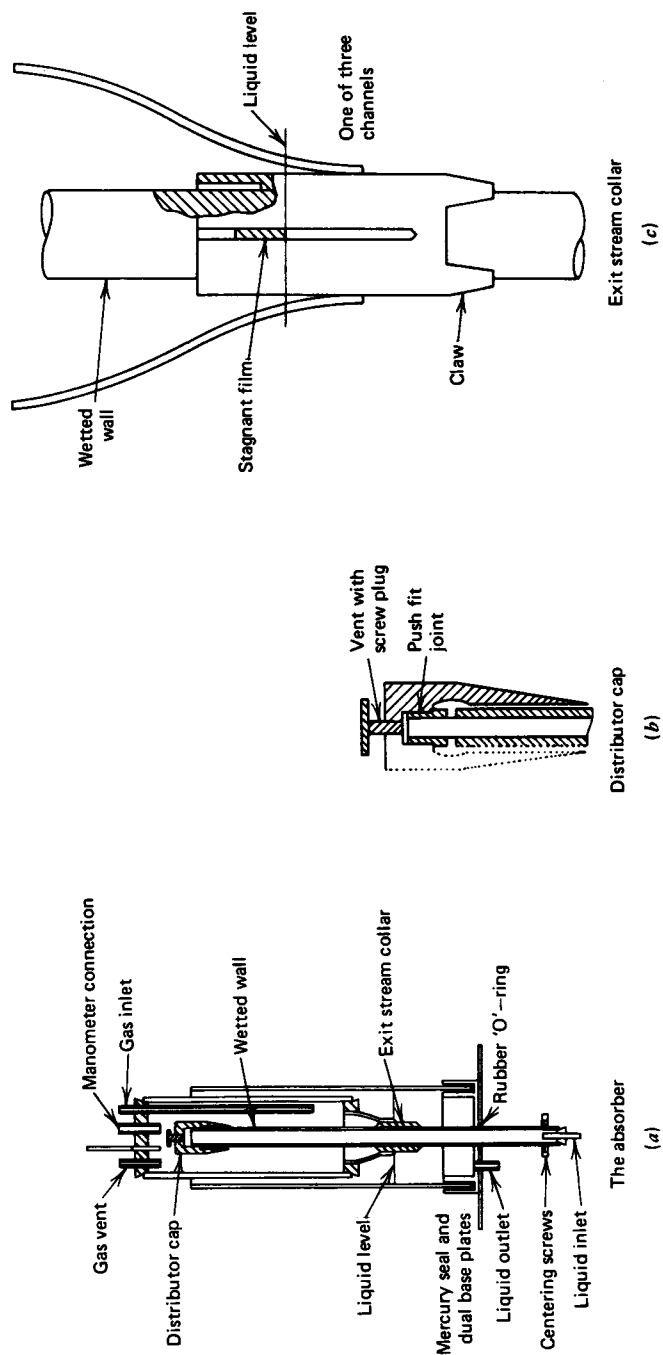 Manometer connection
Gas inlet
Gas vent
Distributor cap
Wetted wall
Liquid level
Exit stream collar
Mercury seal and
dual base plates
Rubber 'O'—ring
Liquid outlet
Centering screws
Liquid inlet
The absorber
(a)
Vent with
screw plug
Push fit
joint
Distributor cap
(b)
Wetted
wall
Liquid level
Stagnant film
One of three
channels
Claw
Exit stream collar
(c)